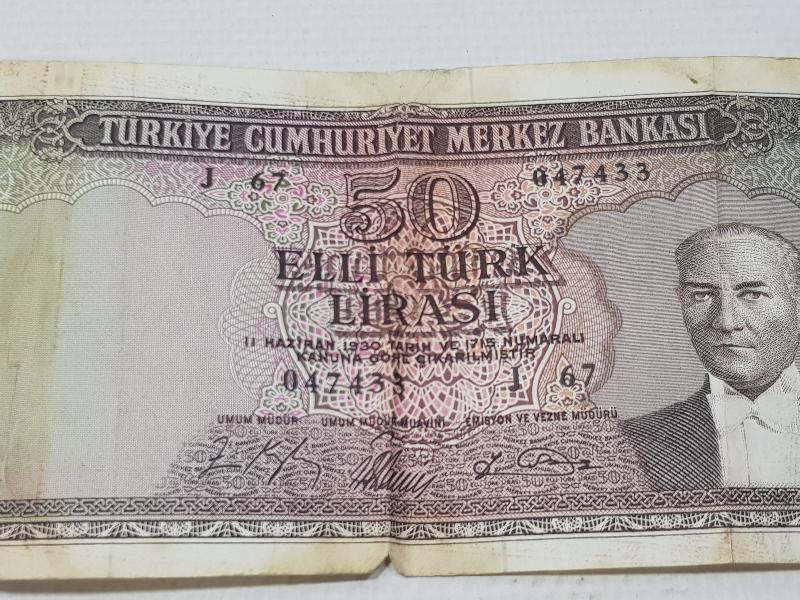 TÜRKİYE CUMHURİYET MERKEZ BANKASI
J 67 047433
50
ELLİ TÜRK
LİRASI
11 HAZİRAN 1930 TARİH VE 1715 NUMARALI
KANUNA GÖRE ÇIKARILMIŞTIR
047433 J 67
UMUM MÜDÜR UMUM MÜDÜR MUAVİNİ EMİSYON VE VEZNE MÜDÜRÜ